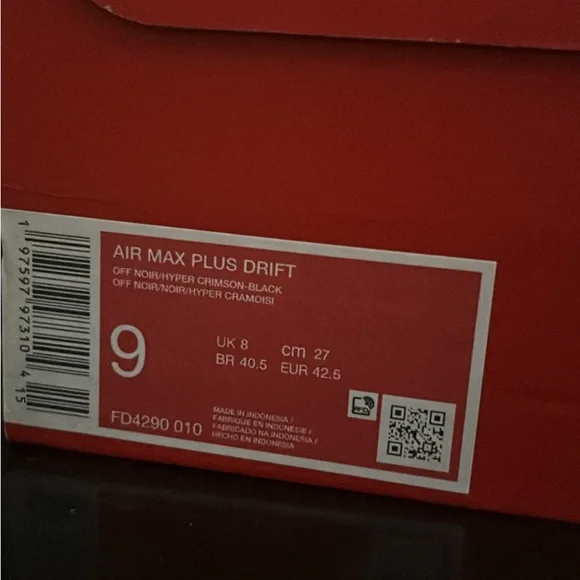 AIR MAX PLUS DRIFT
OFF NOIR/HYPER CRIMSON-BLACK
OFF NOIR/NOIR/HYPER CRAMOISI
9
UK 8 cm 27
BR 40.5 EUR 42.5
FD4290 010
MADE IN INDONESIA /
FABRIQUE EN INDONESIE /
FABRICADO NA INDONESIA /
HECHO EN INDONESIA
1 97597 97310 4 15